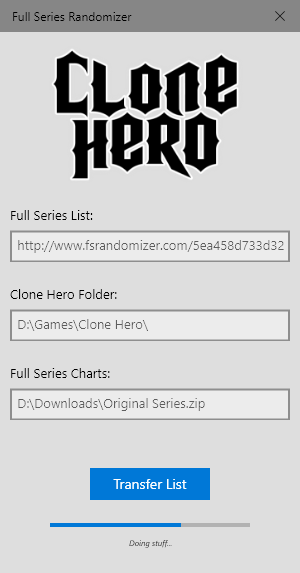 Full Series Randomizer
CLONE
HERO
Full Series List:
http://www.fsrandomizer.com/5ea458d733d32
Clone Hero Folder:
D:\Games\Clone Hero\
Full Series Charts:
D:\Downloads\Original Series.zip
Transfer List
Doing stuff...